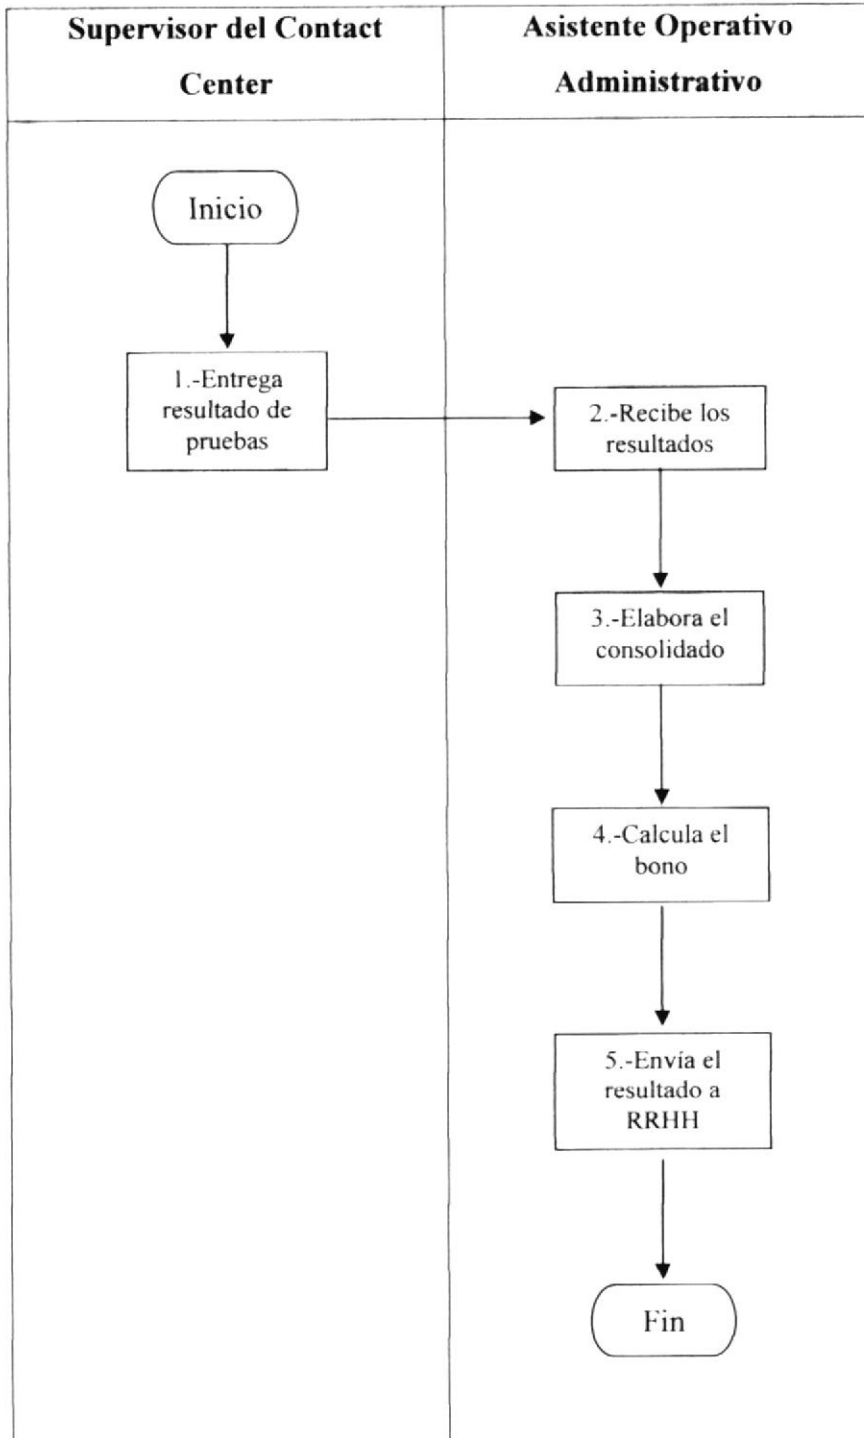 Supervisor del Contact
Center
Asistente Operativo
Administrativo
Inicio
1.-Entrega
resultado de
pruebas
2.-Recibe los
resultados
3.-Elabora el
consolidado
4.-Calcula el
bono
5.-Envía el
resultado a
RRHH
Fin